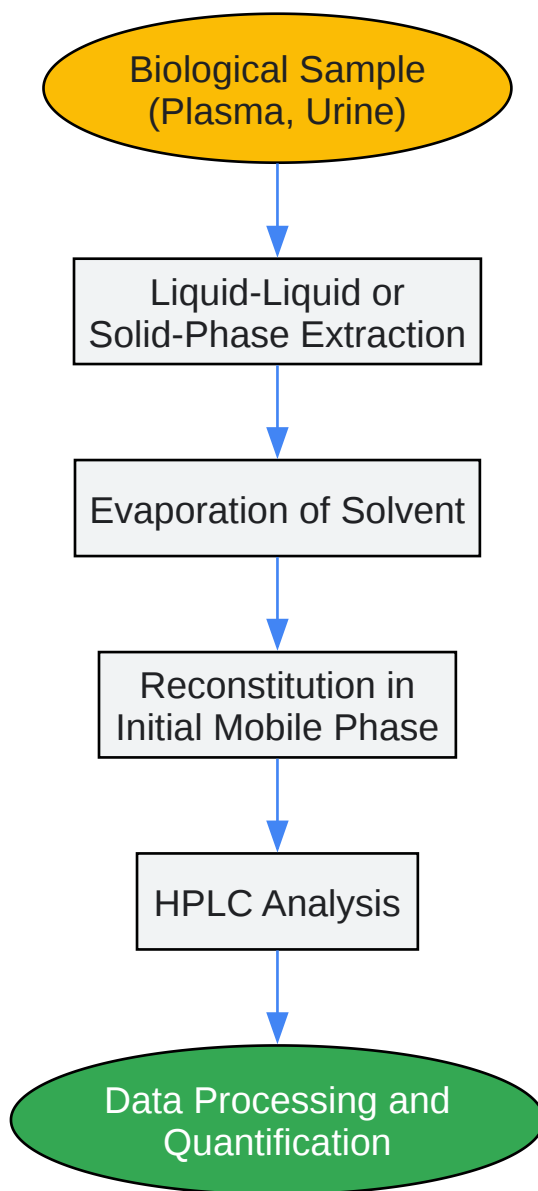 Biological Sample
(Plasma, Urine)
Liquid-Liquid or
Solid-Phase Extraction
Evaporation of Solvent
Reconstitution in
Initial Mobile Phase
HPLC Analysis
Data Processing and
Quantification